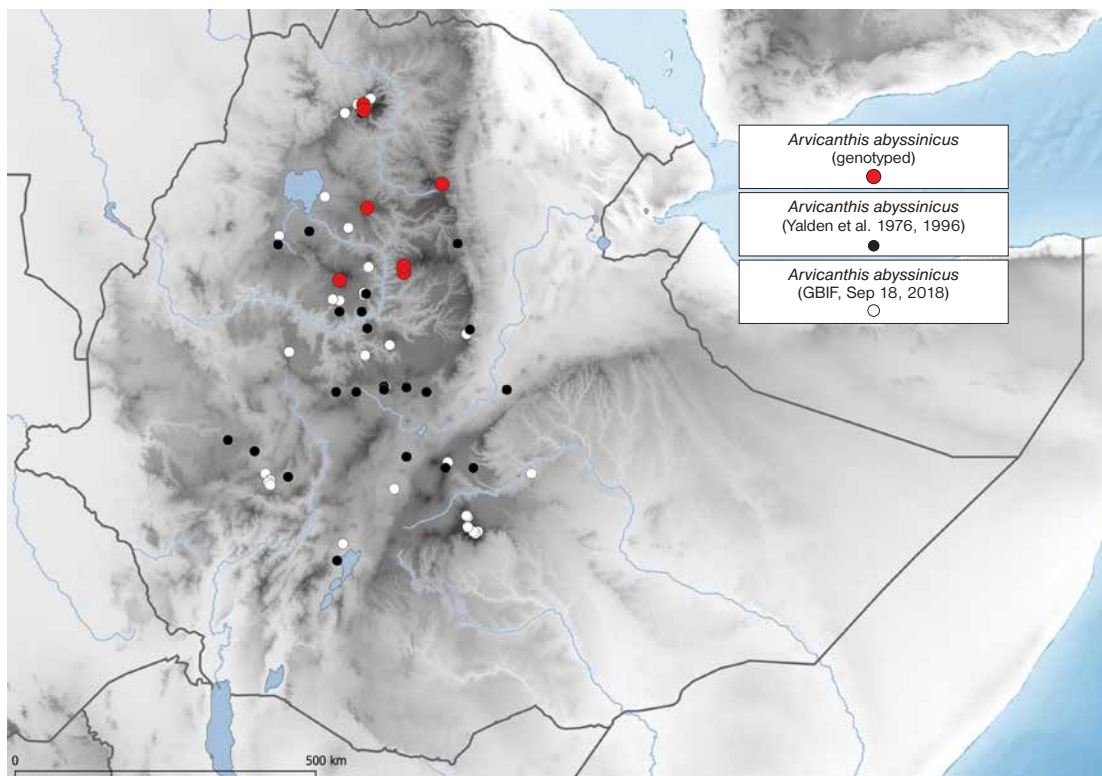 Arvicanthis abyssinicus
(genotyped)
Arvicanthis abyssinicus
(Yalden et al. 1976, 1996)
Arvicanthis abyssinicus
(GBIF, Sep 18, 2018)
0 500 km